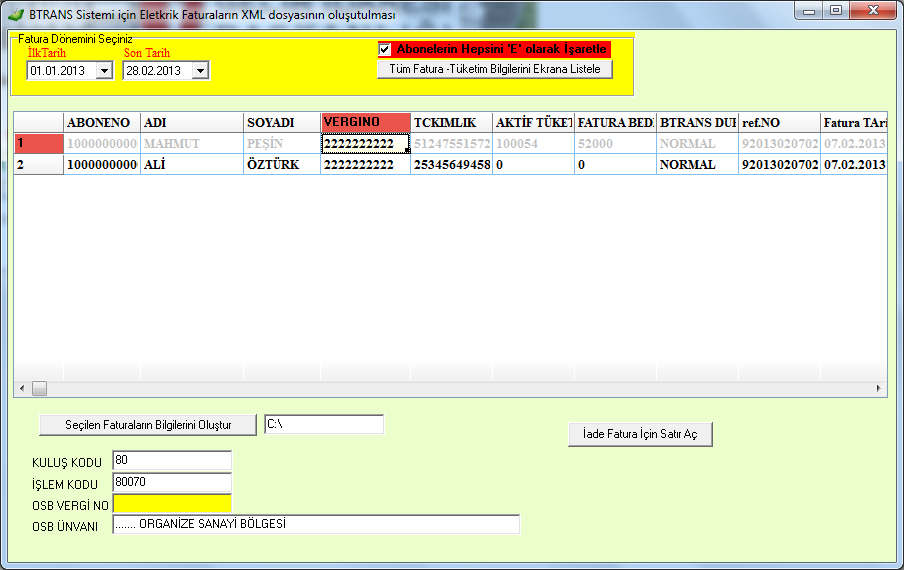 BTRANS Sistemi için Eletkrik Faturaların XML dosyasının oluşutulması
Fatura Dönemini Seçiniz
İlkTarih Son Tarih
01.01.2013 28.02.2013
Abonelerin Hepsini 'E' olarak İşaretle
Tüm Fatura -Tüketim Bilgilerini Ekrana Listele
ABONENO ADI SOYADI VERGINO TCKIMLIK AKTİF TÜKET FATURA BED BTRANS DUR ref.NO Fatura TAri
1 1000000000 MAHMUT PEŞİN 2222222222 51247551572 100054 52000 NORMAL 92013020702 07.02.2013
2 1000000000 ALİ ÖZTÜRK 2222222222 25345649458 0 0 NORMAL 92013020702 07.02.2013
Seçilen Faturaların Bilgilerini Oluştur C:\
İade Fatura İçin Satır Aç
KULUŞ KODU 80
İŞLEM KODU 80070
OSB VERGİ NO
OSB ÜNVANI ....... ORGANİZE SANAYİ BÖLGESİ